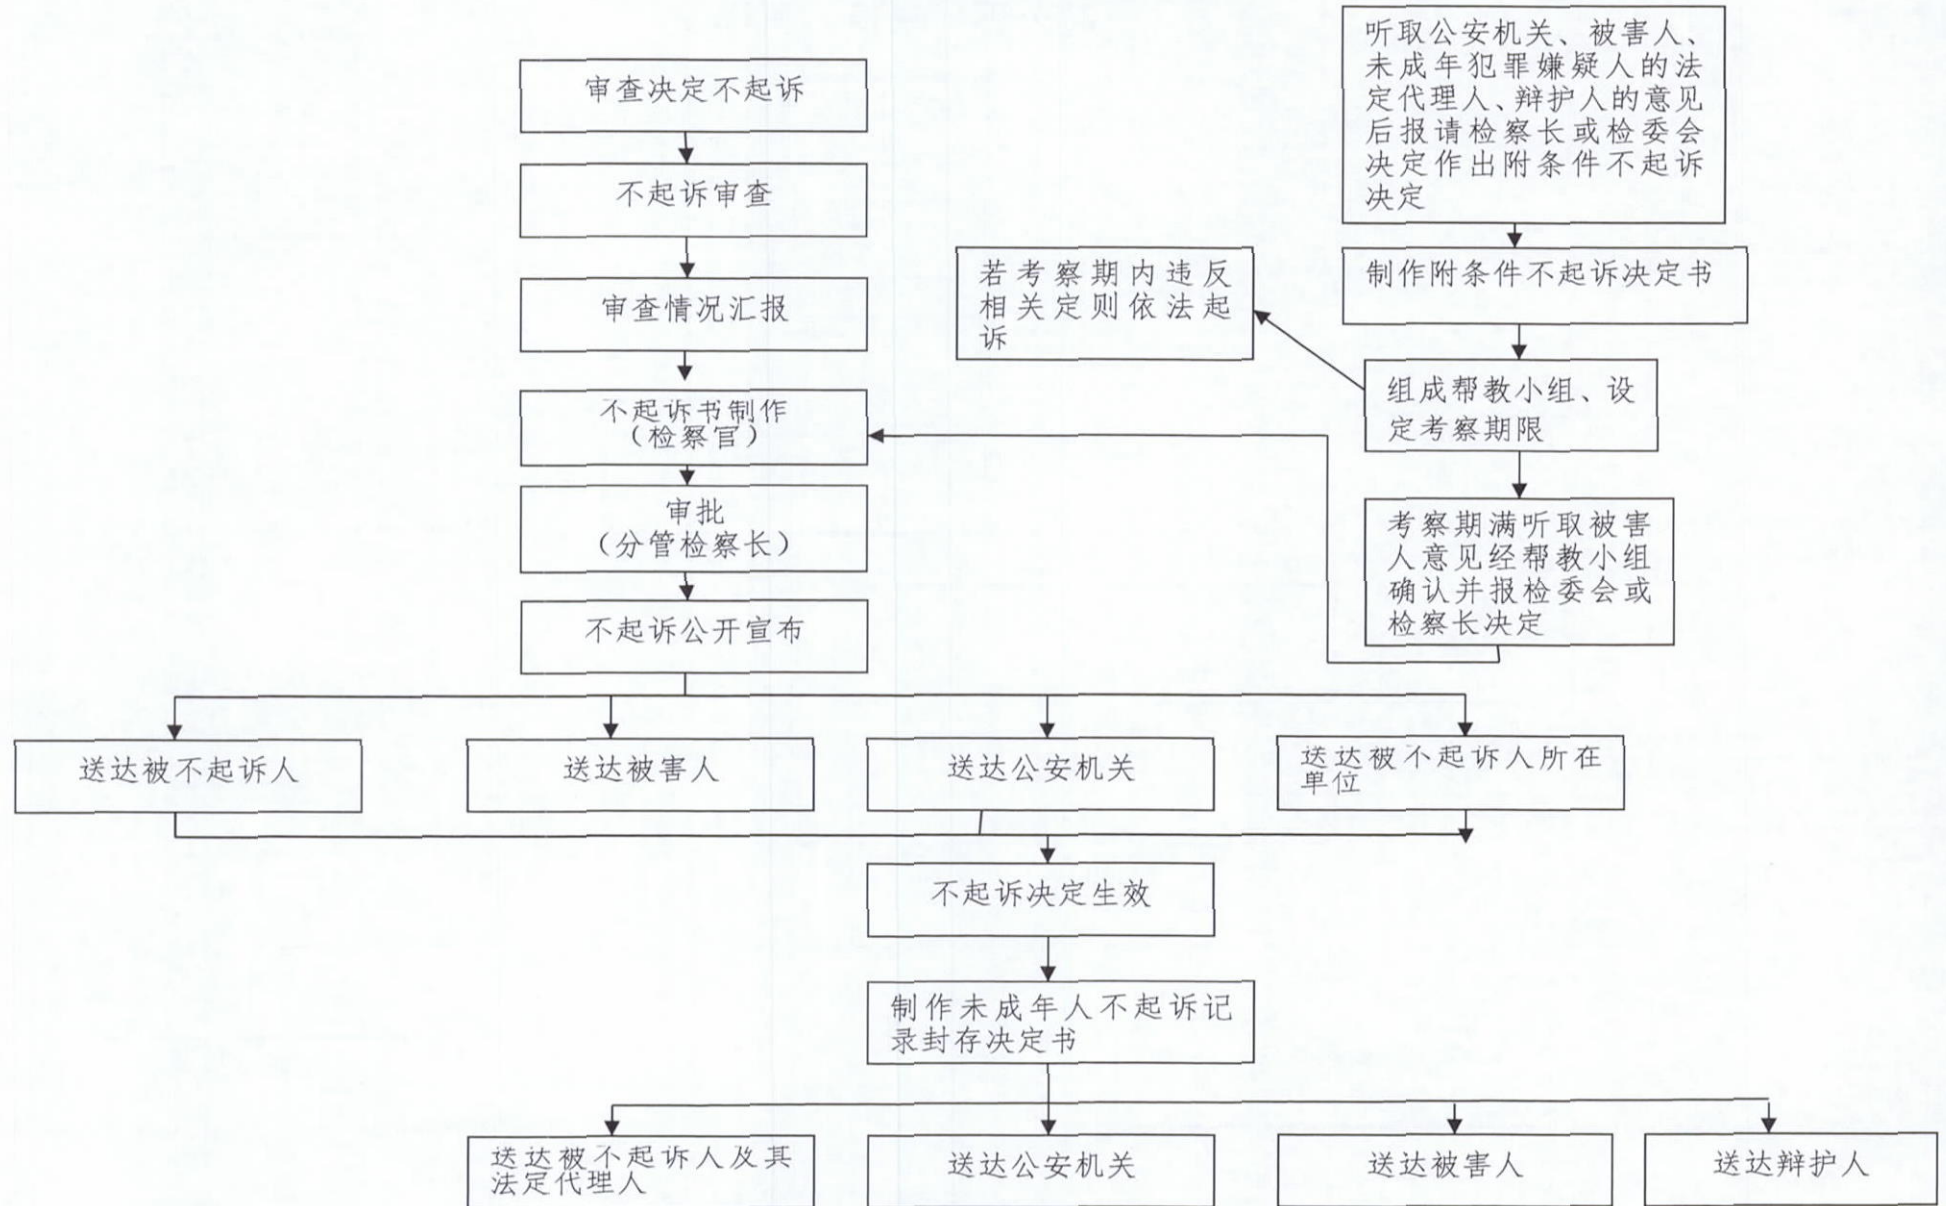 审查决定不起诉
不起诉审查
审查情况汇报
不起诉书制作
（检察官）
审批
（分管检察长）
不起诉公开宣布
听取公安机关、被害人、
未成年犯罪嫌疑人的法
定代理人、辩护人的意见
后报请检察长或检委会
决定作出附条件不起诉
决定
制作附条件不起诉决定书
若考察期内违反
相关定则依法起
诉
组成帮教小组、设
定考察期限
考察期满听取被害
人意见经帮教小组
确认并报检委会或
检察长决定
送达被不起诉人
送达被害人
送达公安机关
送达被不起诉人所在
单位
不起诉决定生效
制作未成年人不起诉记
录封存决定书
送达被不起诉人及其
法定代理人
送达公安机关
送达被害人
送达辩护人